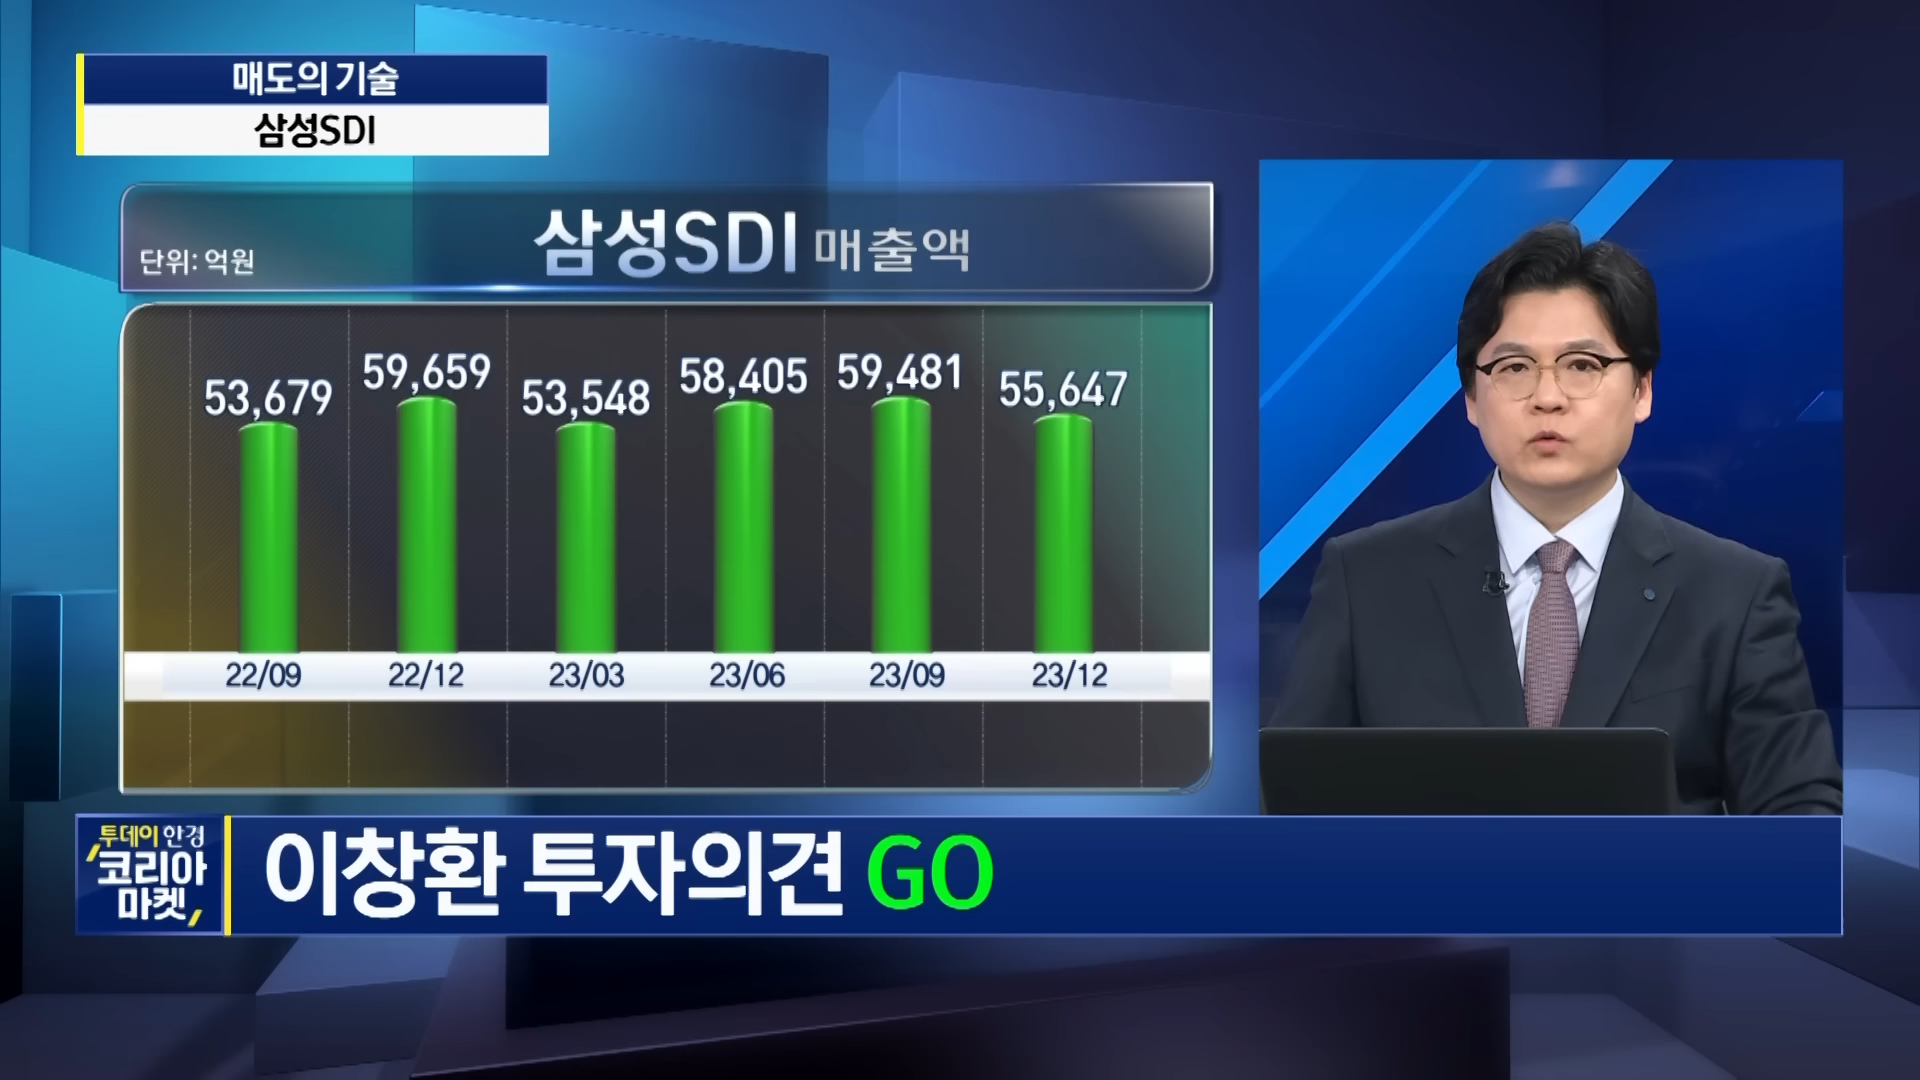 매도의 기술
삼성SDI
단위: 억원
삼성SDI 매출액
53,679
59,659
53,548
58,405
59,481
55,647
22/09
22/12
23/03
23/06
23/09
23/12
투데이 한경
코리아
마켓
이창환 투자의견 GO